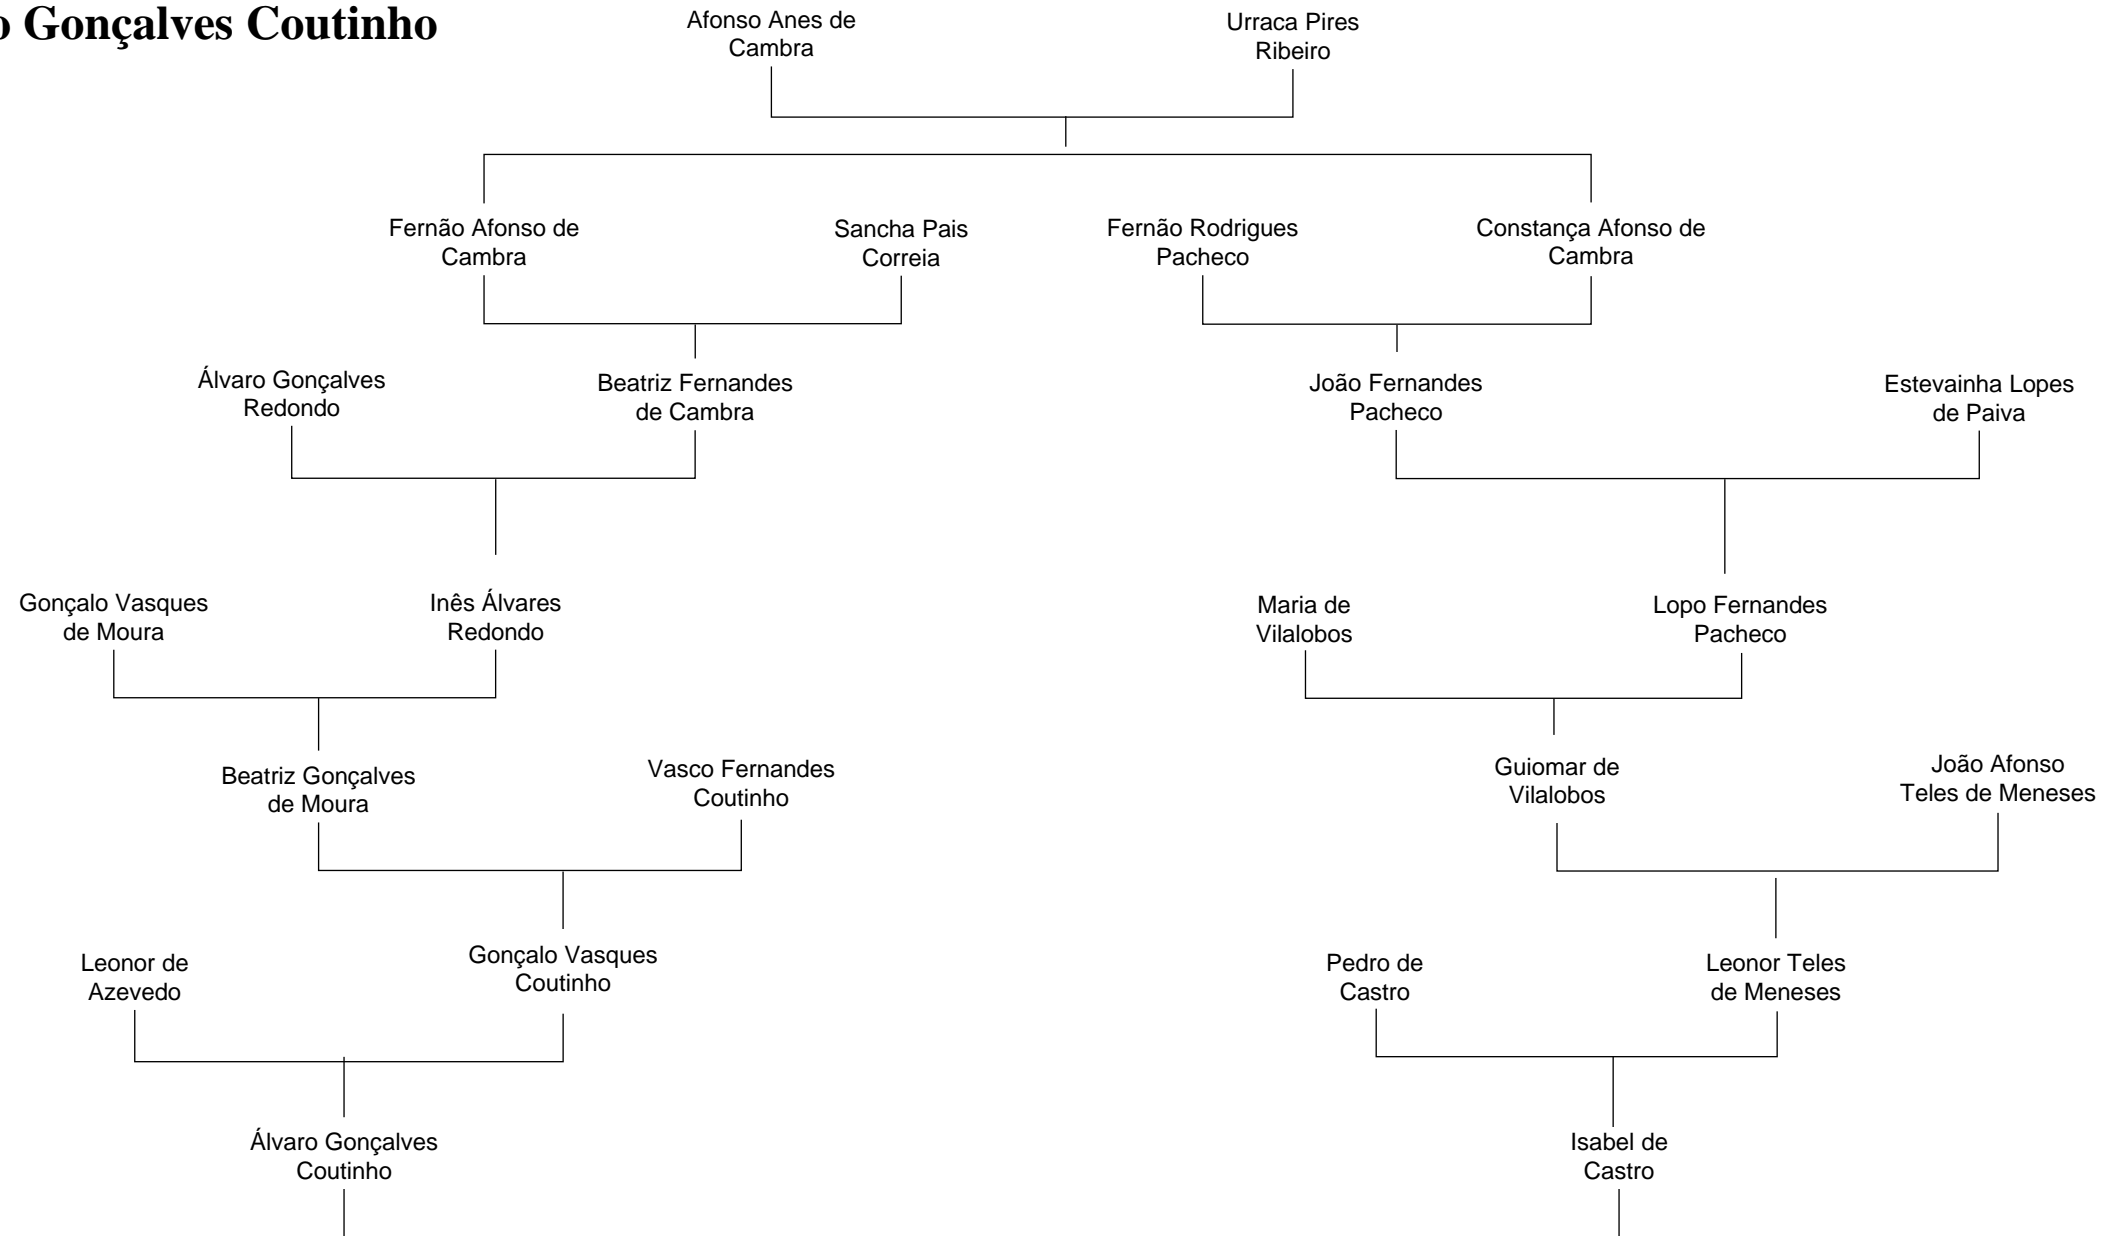 o Gonçalves Coutinho
Afonso Anes de
Cambra
Urraca Pires
Ribeiro
Fernão Afonso de
Cambra
Sancha Pais
Correia
Fernão Rodrigues
Pacheco
Constança Afonso de
Cambra
Álvaro Gonçalves
Redondo
Beatriz Fernandes
de Cambra
João Fernandes
Pacheco
Estevainha Lopes
de Paiva
Gonçalo Vasques
de Moura
Inês Álvares
Redondo
Maria de
Vilalobos
Lopo Fernandes
Pacheco
Beatriz Gonçalves
de Moura
Vasco Fernandes
Coutinho
Guiomar de
Vilalobos
João Afonso
Teles de Meneses
Leonor de
Azevedo
Gonçalo Vasques
Coutinho
Pedro de
Castro
Leonor Teles
de Meneses
Álvaro Gonçalves
Coutinho
Isabel de
Castro